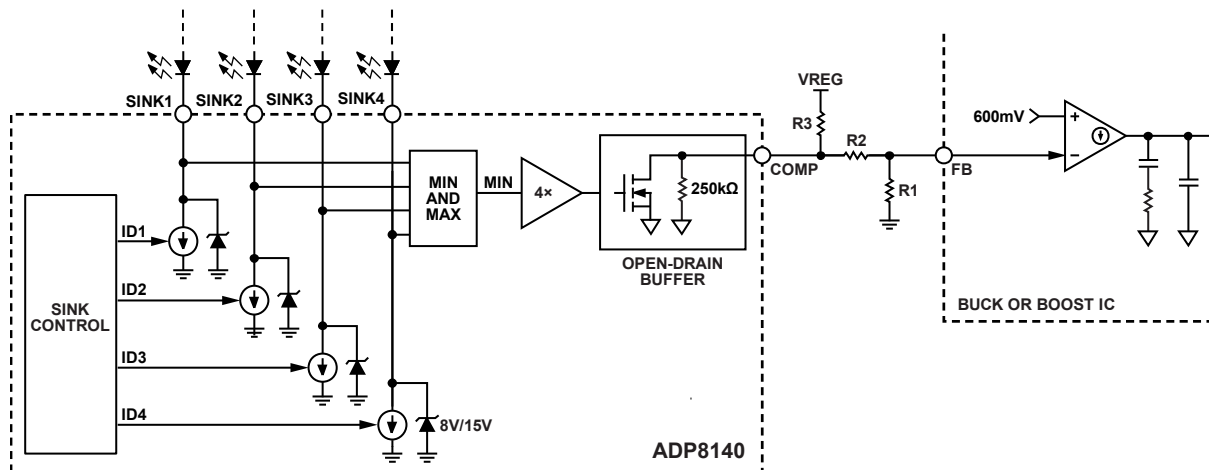 SINK1
SINK2
SINK3
SINK4
VREG
R3
R2
R1
600mV
+
−
COMP
FB
MIN
AND
MAX
MIN
4×
250kΩ
OPEN-DRAIN
BUFFER
BUCK OR BOOST IC
SINK
CONTROL
ID1
ID2
ID3
ID4
8V/15V
ADP8140